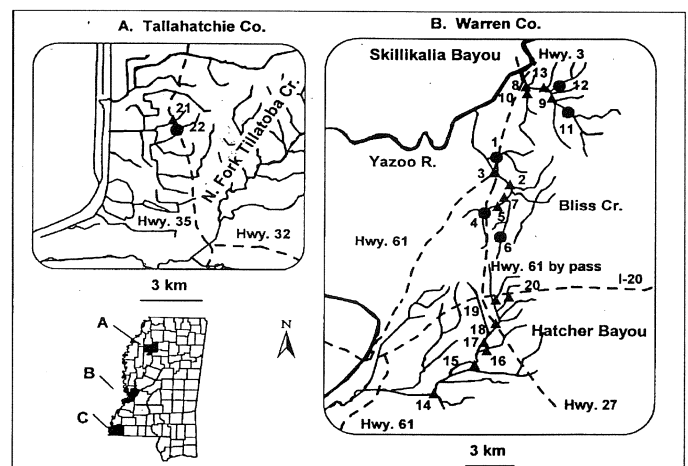 A. Tallahatchie Co.
21
22
N. Fork Tillatoba Cr.
Hwy. 35
Hwy. 32
3 km
A
B
C
N
B. Warren Co.
Skillikalia Bayou
Hwy. 3
13
8
12
10
9
11
Yazoo R.
1
3
2
7
Bliss Cr.
4
5
6
Hwy. 61
Hwy. 61 by pass
I-20
20
19
18
Hatcher Bayou
17
15
16
14
Hwy. 27
Hwy. 61
3 km